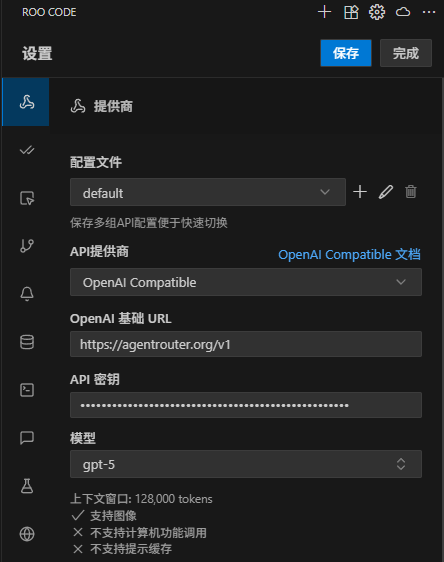 ROO CODE
设置
保存
完成
提供商
配置文件
default
保存多组API配置便于快速切换
API提供商
OpenAI Compatible 文档
OpenAI Compatible
OpenAI 基础 URL
https://agentrouter.org/v1
API 密钥
模型
gpt-5
上下文窗口: 128,000 tokens
支持图像
不支持计算机功能调用
不支持提示缓存